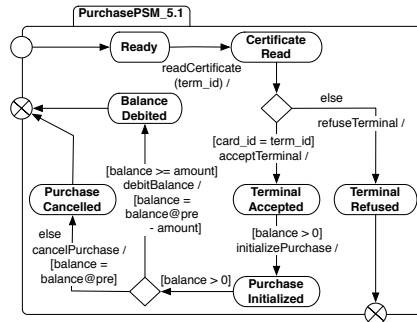 PurchasePSM_5.1
Ready
Certificate
Read
readCertificate
(term_id) /
Balance
Debited
else
refuseTerminal /
[card_id = term_id]
acceptTerminal /
[balance >= amount]
debitBalance /
[balance =
balance@pre
- amount]
Purchase
Cancelled
Terminal
Accepted
Terminal
Refused
else
cancelPurchase /
[balance =
balance@pre]
[balance > 0]
initializePurchase /
[balance > 0]
Purchase
Initialized